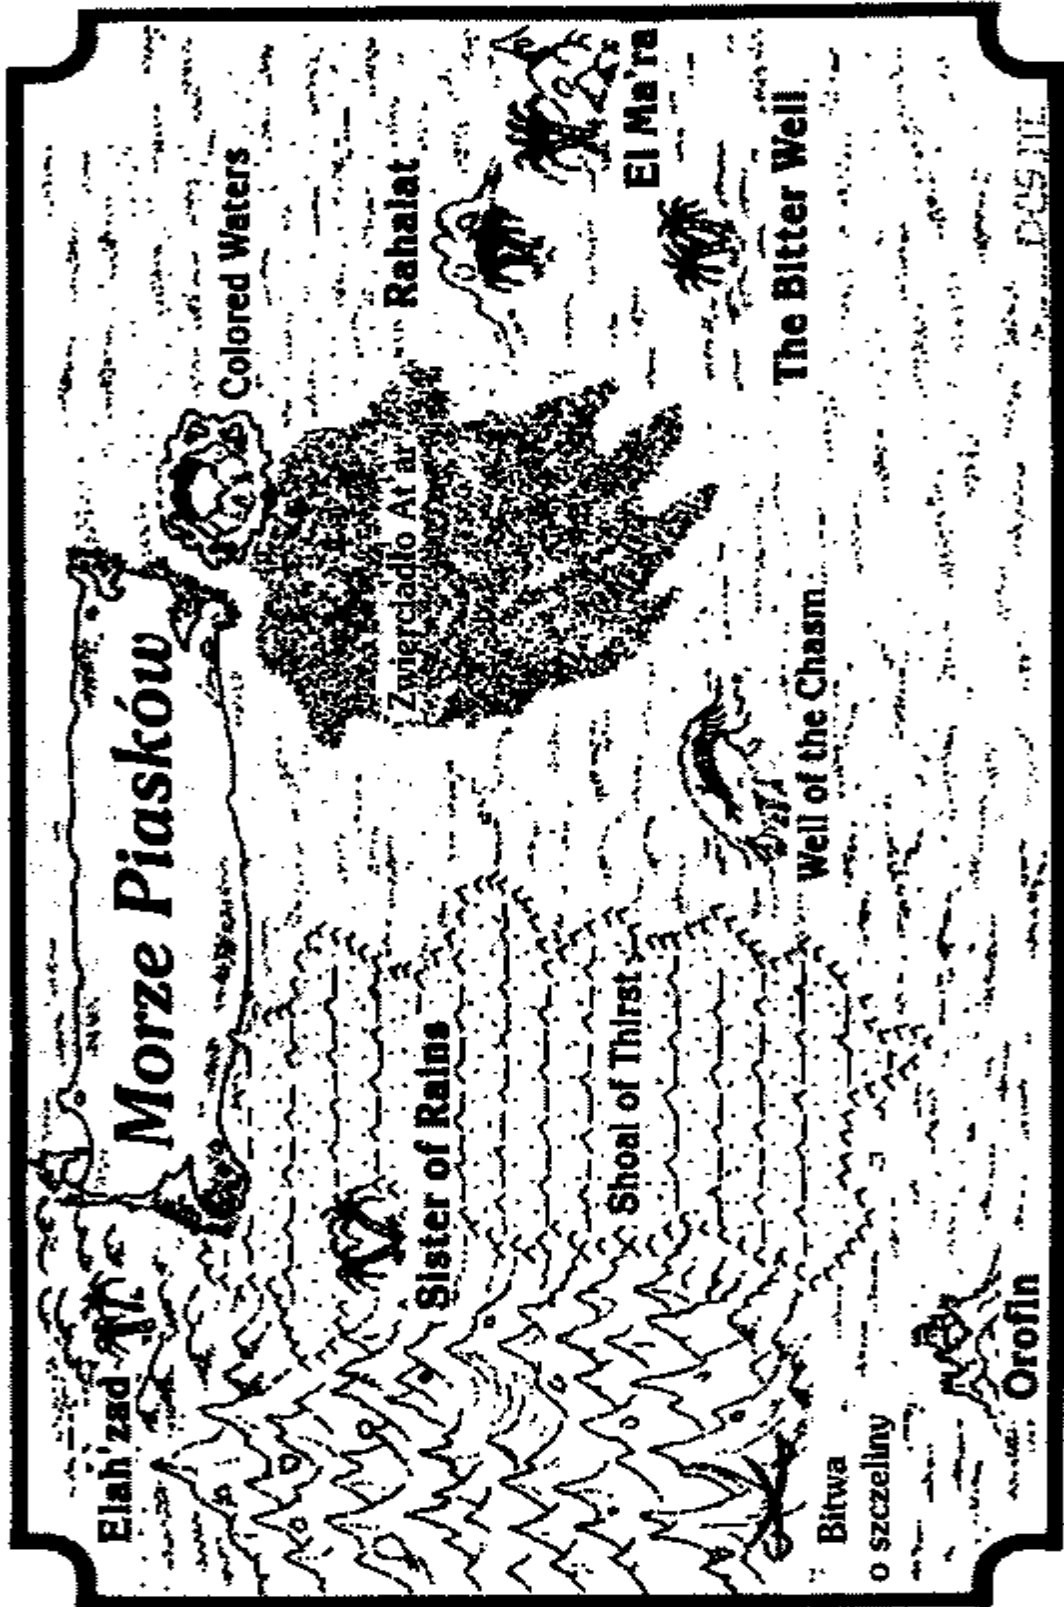 Elah'zad
Morze Piasków
Colored Waters
Sister of Rains
Zwierciadło At'ar
Rahalat
Shoal of Thirst
El Ma'ra
Well of the Chasm
The Bitter Well
Bitwa
o szczeliny
Orofin